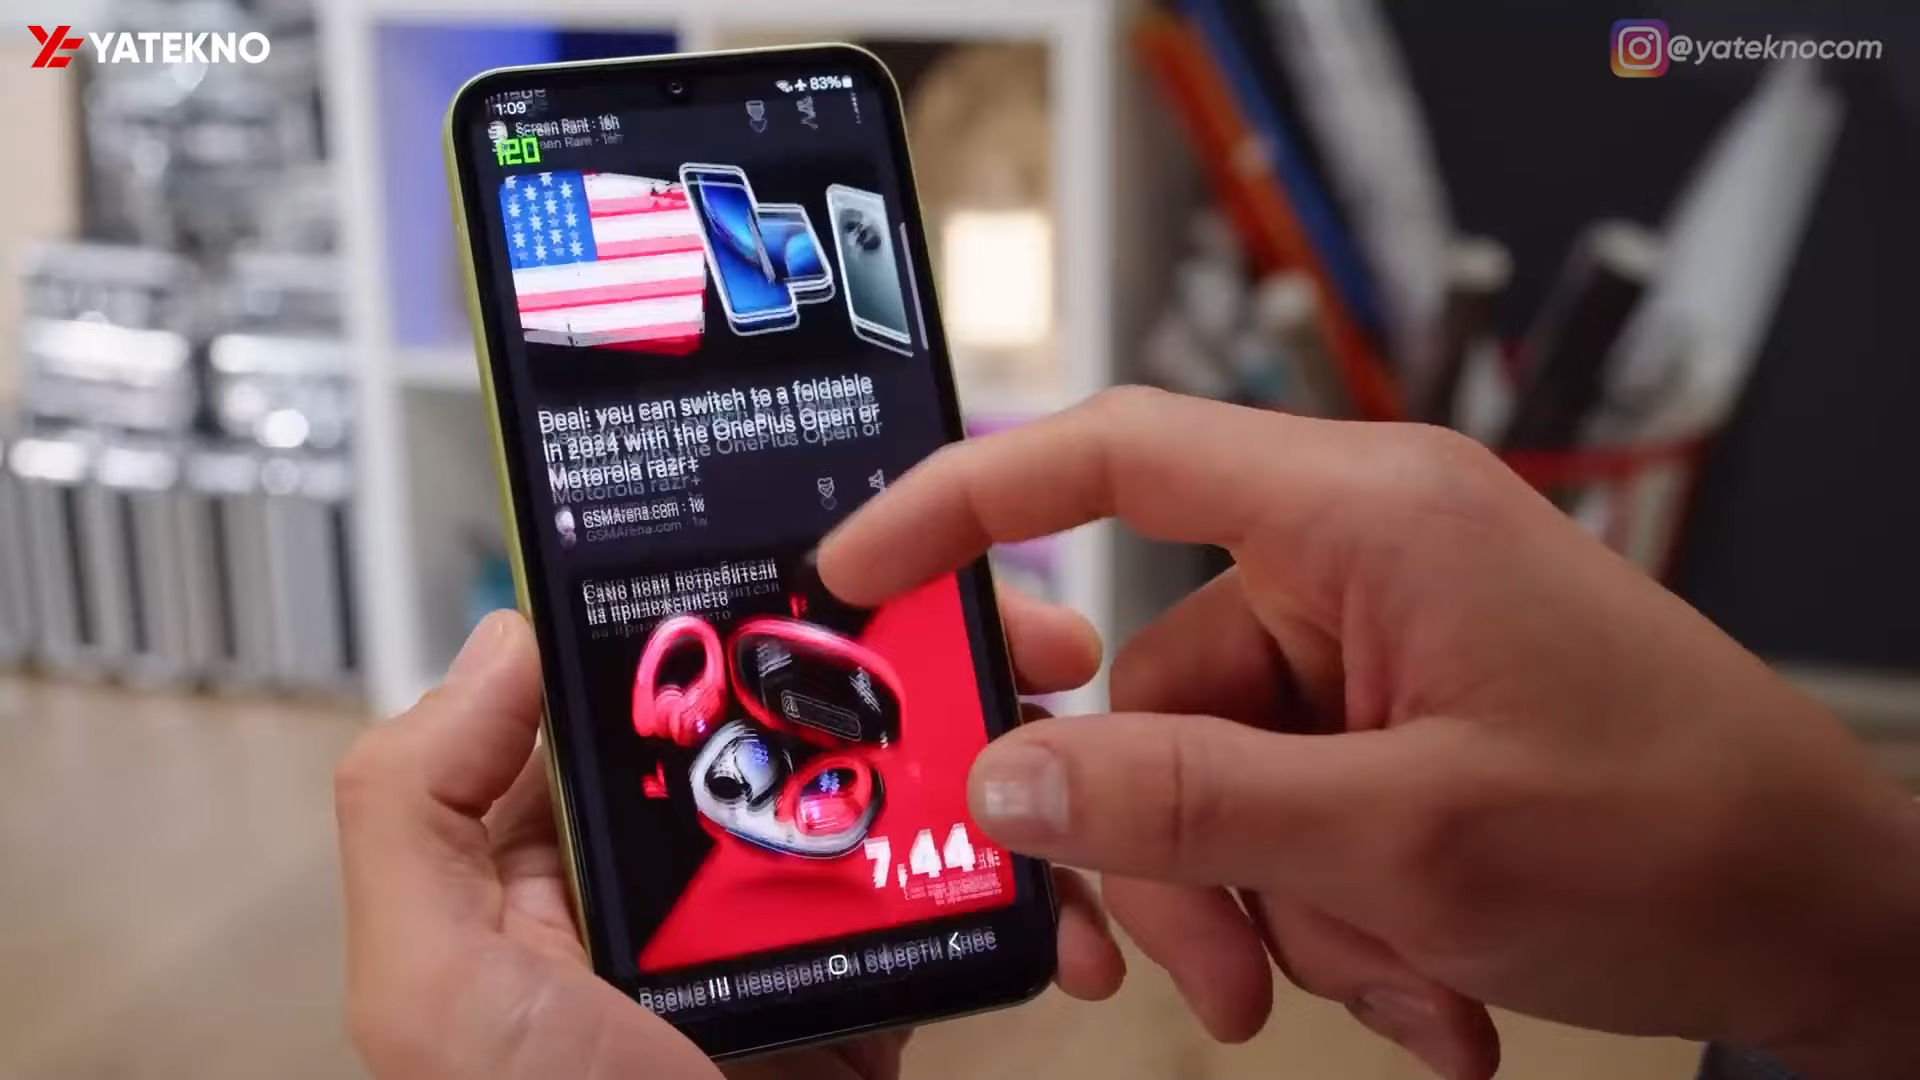 YATEKNO
@yateknocom
1:09
83%
Screen Rant · 16h
120
Deal: you can switch to a foldable
in 2024 with the OnePlus Open or
Motorola razr+
GSMArena.com · 1w
Само нови потребители
на приложението
7,44
невероятни оферти днес